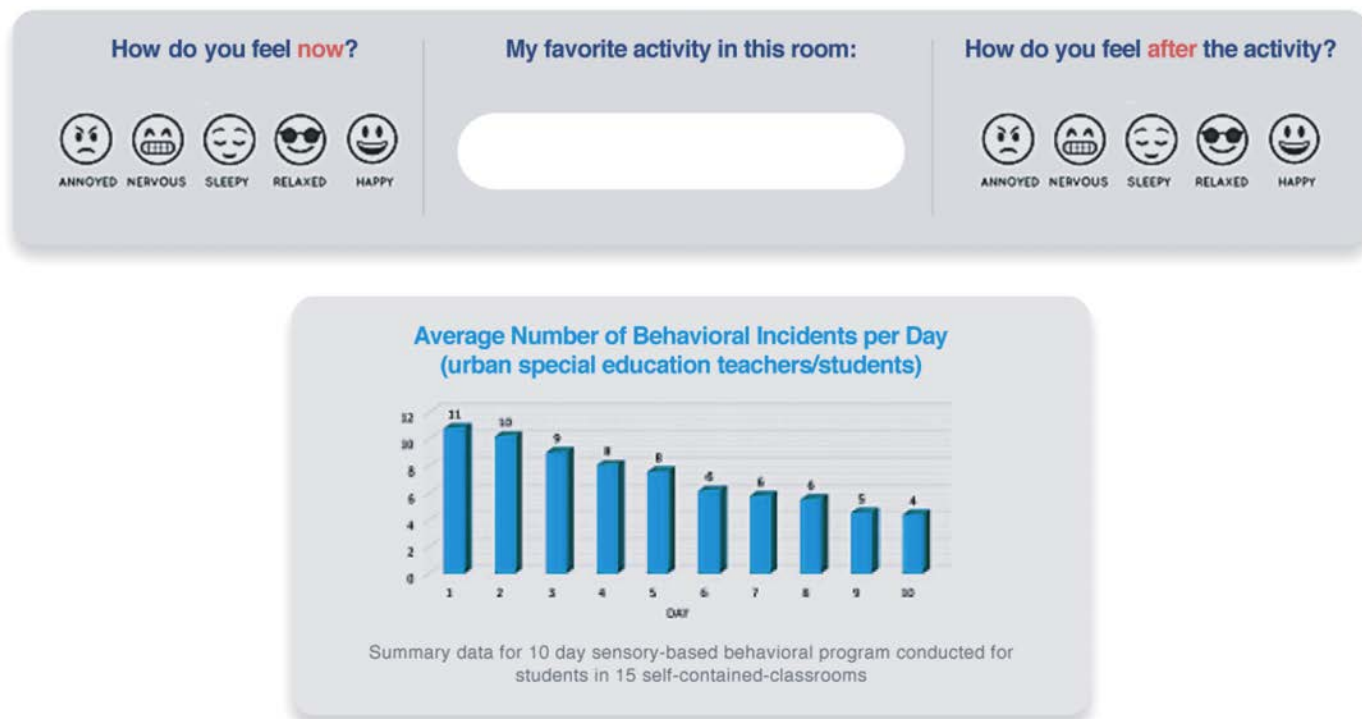 How do you feel now?
ANNOYED NERVOUS SLEEPY RELAXED HAPPY
My favorite activity in this room:
How do you feel after the activity?
ANNOYED NERVOUS SLEEPY RELAXED HAPPY
Average Number of Behavioral Incidents per Day
(urban special education teachers/students)
12
10
8
6
4
2
0
11 10 9 8 8 6 6 6 5 4
1 2 3 4 5 6 7 8 9 10
DAY
Summary data for 10 day sensory-based behavioral program conducted for
students in 15 self-contained-classrooms